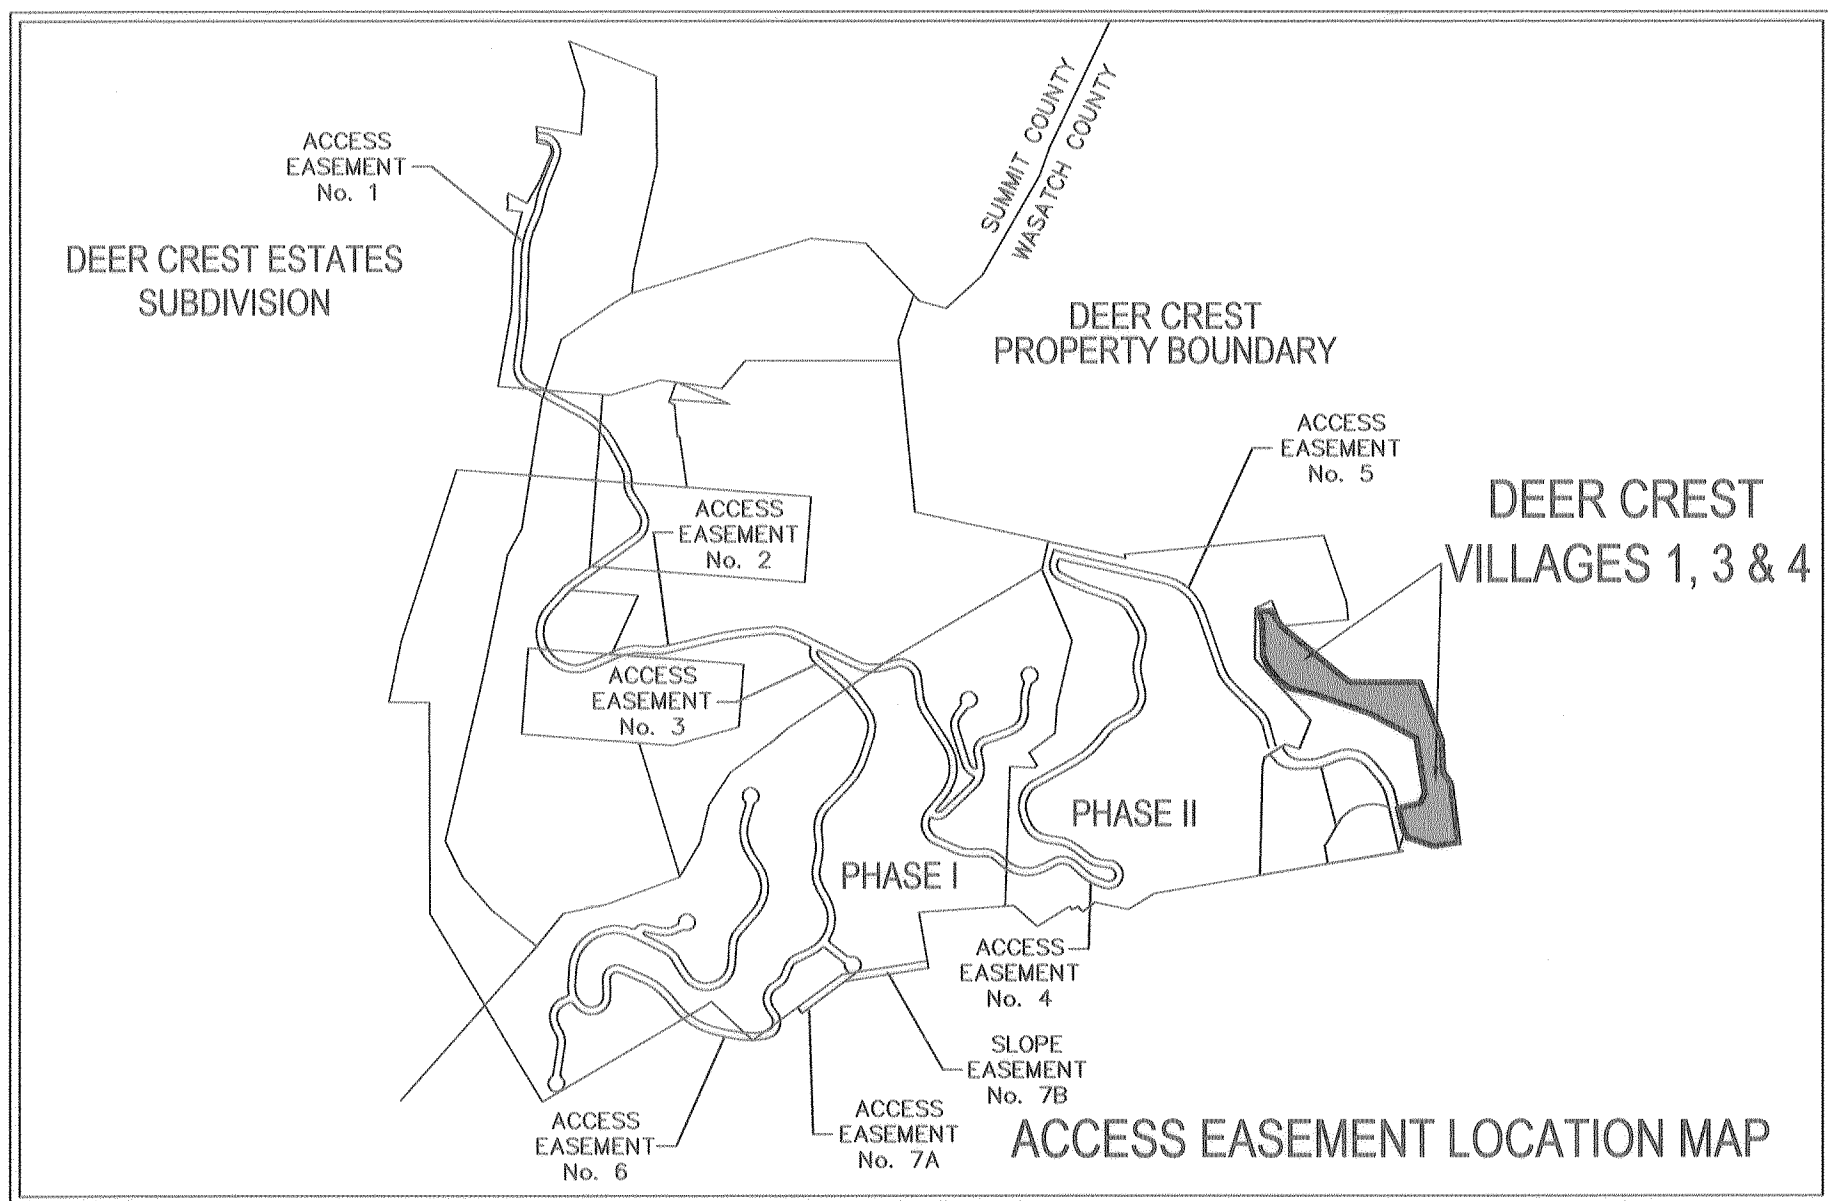 SUMMIT COUNTY
WASATCH COUNTY
ACCESS
EASEMENT
No. 1
DEER CREST ESTATES
SUBDIVISION
DEER CREST
PROPERTY BOUNDARY
ACCESS
EASEMENT
No. 5
DEER CREST
VILLAGES 1, 3 & 4
ACCESS
EASEMENT
No. 2
ACCESS
EASEMENT
No. 3
PHASE II
PHASE I
ACCESS
EASEMENT
No. 4
SLOPE
EASEMENT
No. 7B
ACCESS
EASEMENT
No. 6
ACCESS
EASEMENT
No. 7A
ACCESS EASEMENT LOCATION MAP